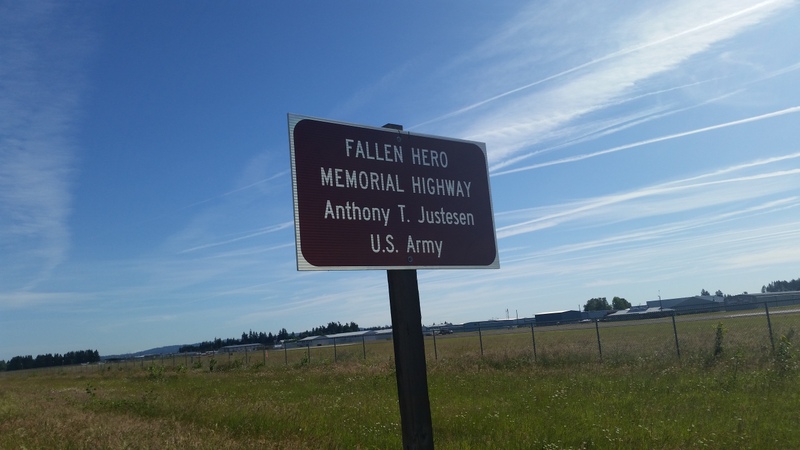 FALLEN HERO
MEMORIAL HIGHWAY
Anthony T. Justesen
U.S. Army